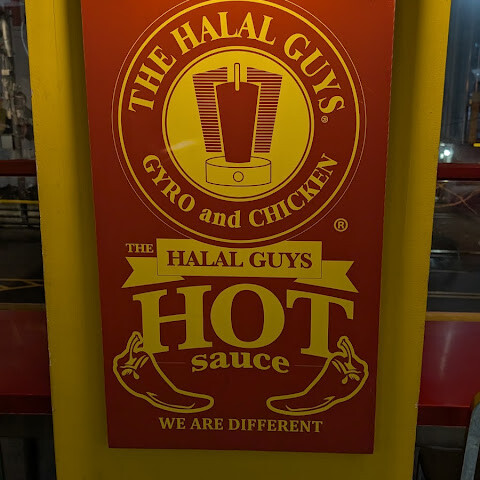 THE HALAL GUYS®
GYRO and CHICKEN
®
THE HALAL GUYS
HOT
sauce
WE ARE DIFFERENT